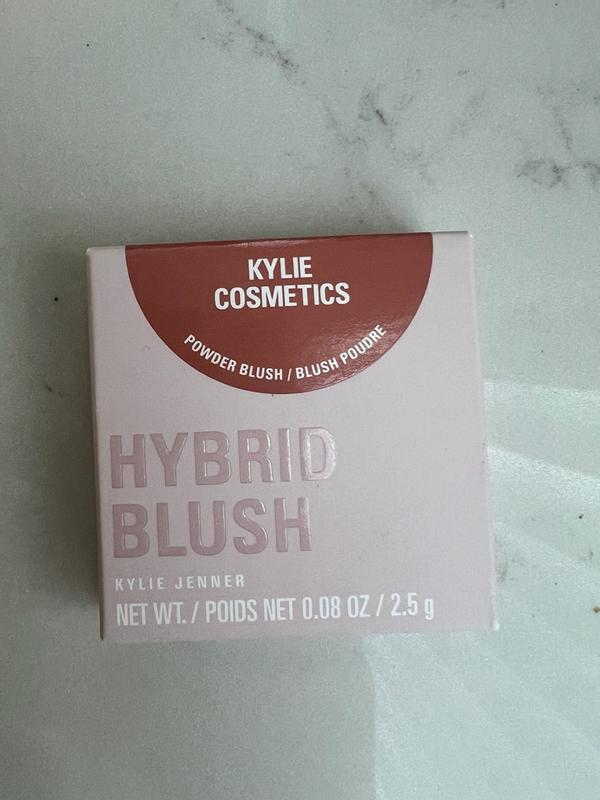 KYLIE
COSMETICS
POWDER BLUSH / BLUSH POUDRE
HYBRID
BLUSH
KYLIE JENNER
NET WT. / POIDS NET 0.08 OZ / 2.5 g